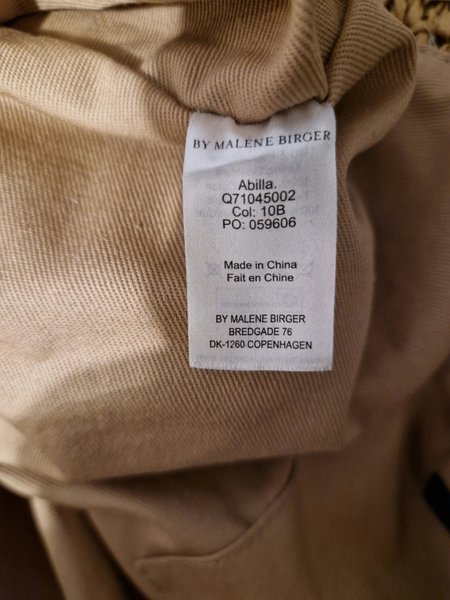 BY MALENE BIRGER
Abilla.
Q71045002
Col: 10B
PO: 059606
Made in China
Fait en Chine
BY MALENE BIRGER
BREDGADE 76
DK-1260 COPENHAGEN